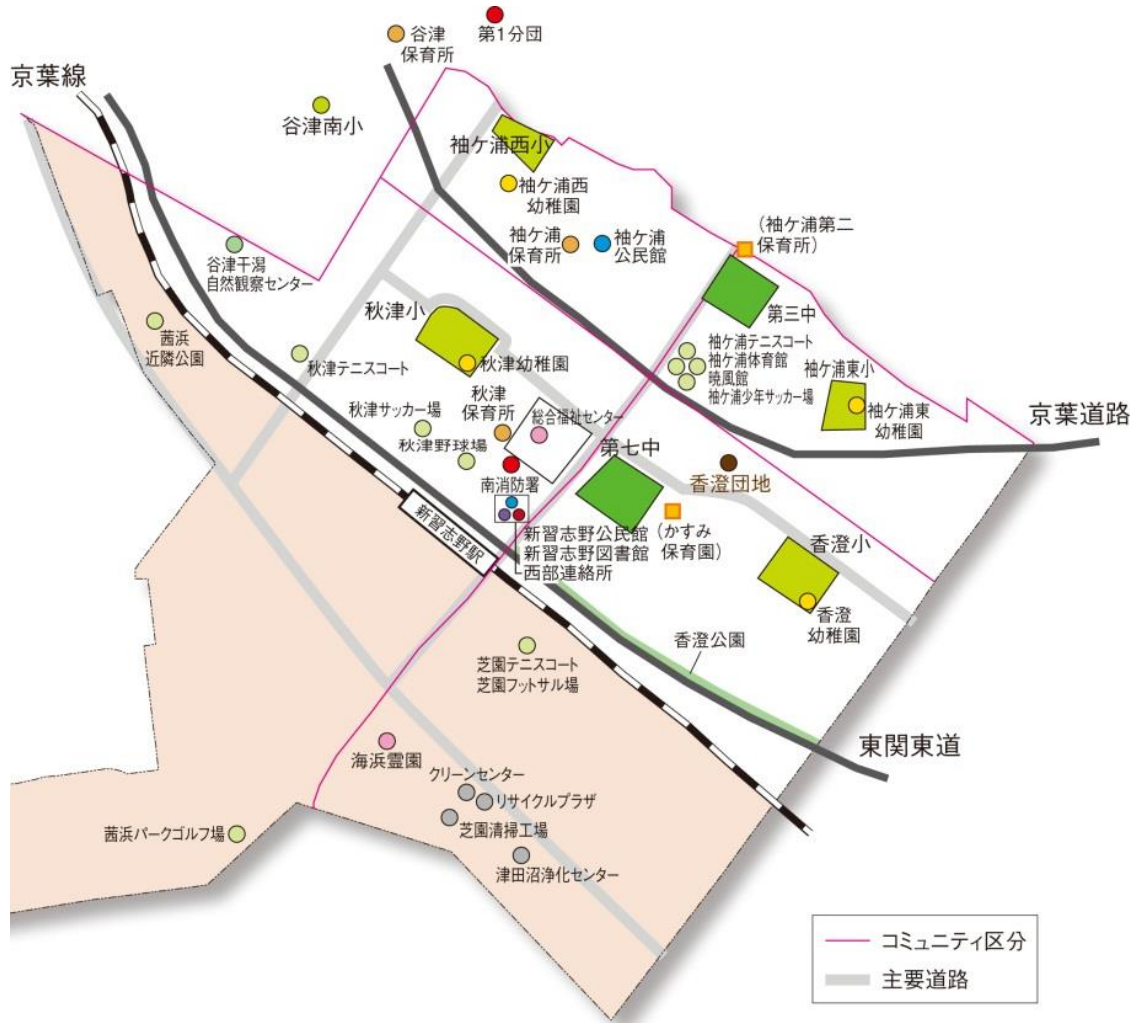 谷津
保育所
第1分団
京葉線
谷津南小
袖ケ浦西小
袖ケ浦西
幼稚園
袖ケ浦
保育所
袖ケ浦
公民館
(袖ケ浦第二
保育所)
谷津干潟
自然観察センター
第三中
秋津小
茜浜
近隣公園
秋津テニスコート
秋津幼稚園
袖ケ浦テニスコート
袖ケ浦体育館
暁風館
袖ケ浦少年サッカー場
袖ケ浦東小
袖ケ浦東
幼稚園
京葉道路
秋津サッカー場
秋津
保育所
総合福祉センター
秋津野球場
第七中
南消防署
香澄団地
新習志野駅
新習志野公民館
新習志野図書館
西部連絡所
(かすみ
保育園)
香澄小
香澄
幼稚園
香澄公園
芝園テニスコート
芝園フットサル場
東関東道
海浜霊園
クリーンセンター
リサイクルプラザ
芝園清掃工場
茜浜パークゴルフ場
津田沼浄化センター
コミュニティ区分
主要道路